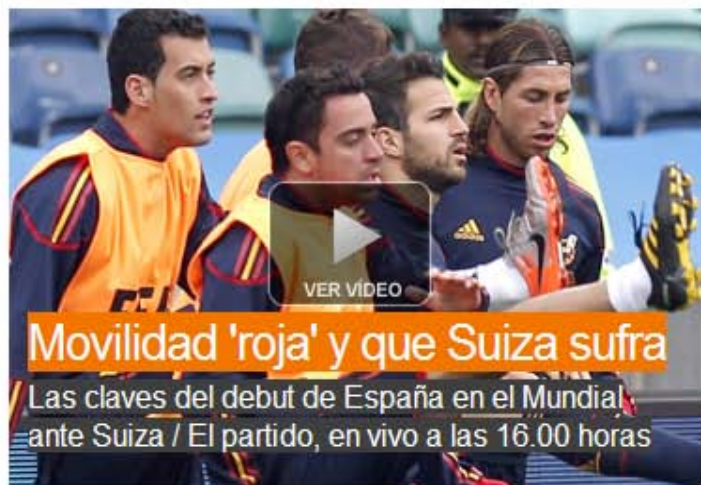 VER VÍDEO
Movilidad 'roja' y que Suiza sufra
Las claves del debut de España en el Mundial
ante Suiza / El partido, en vivo a las 16.00 horas